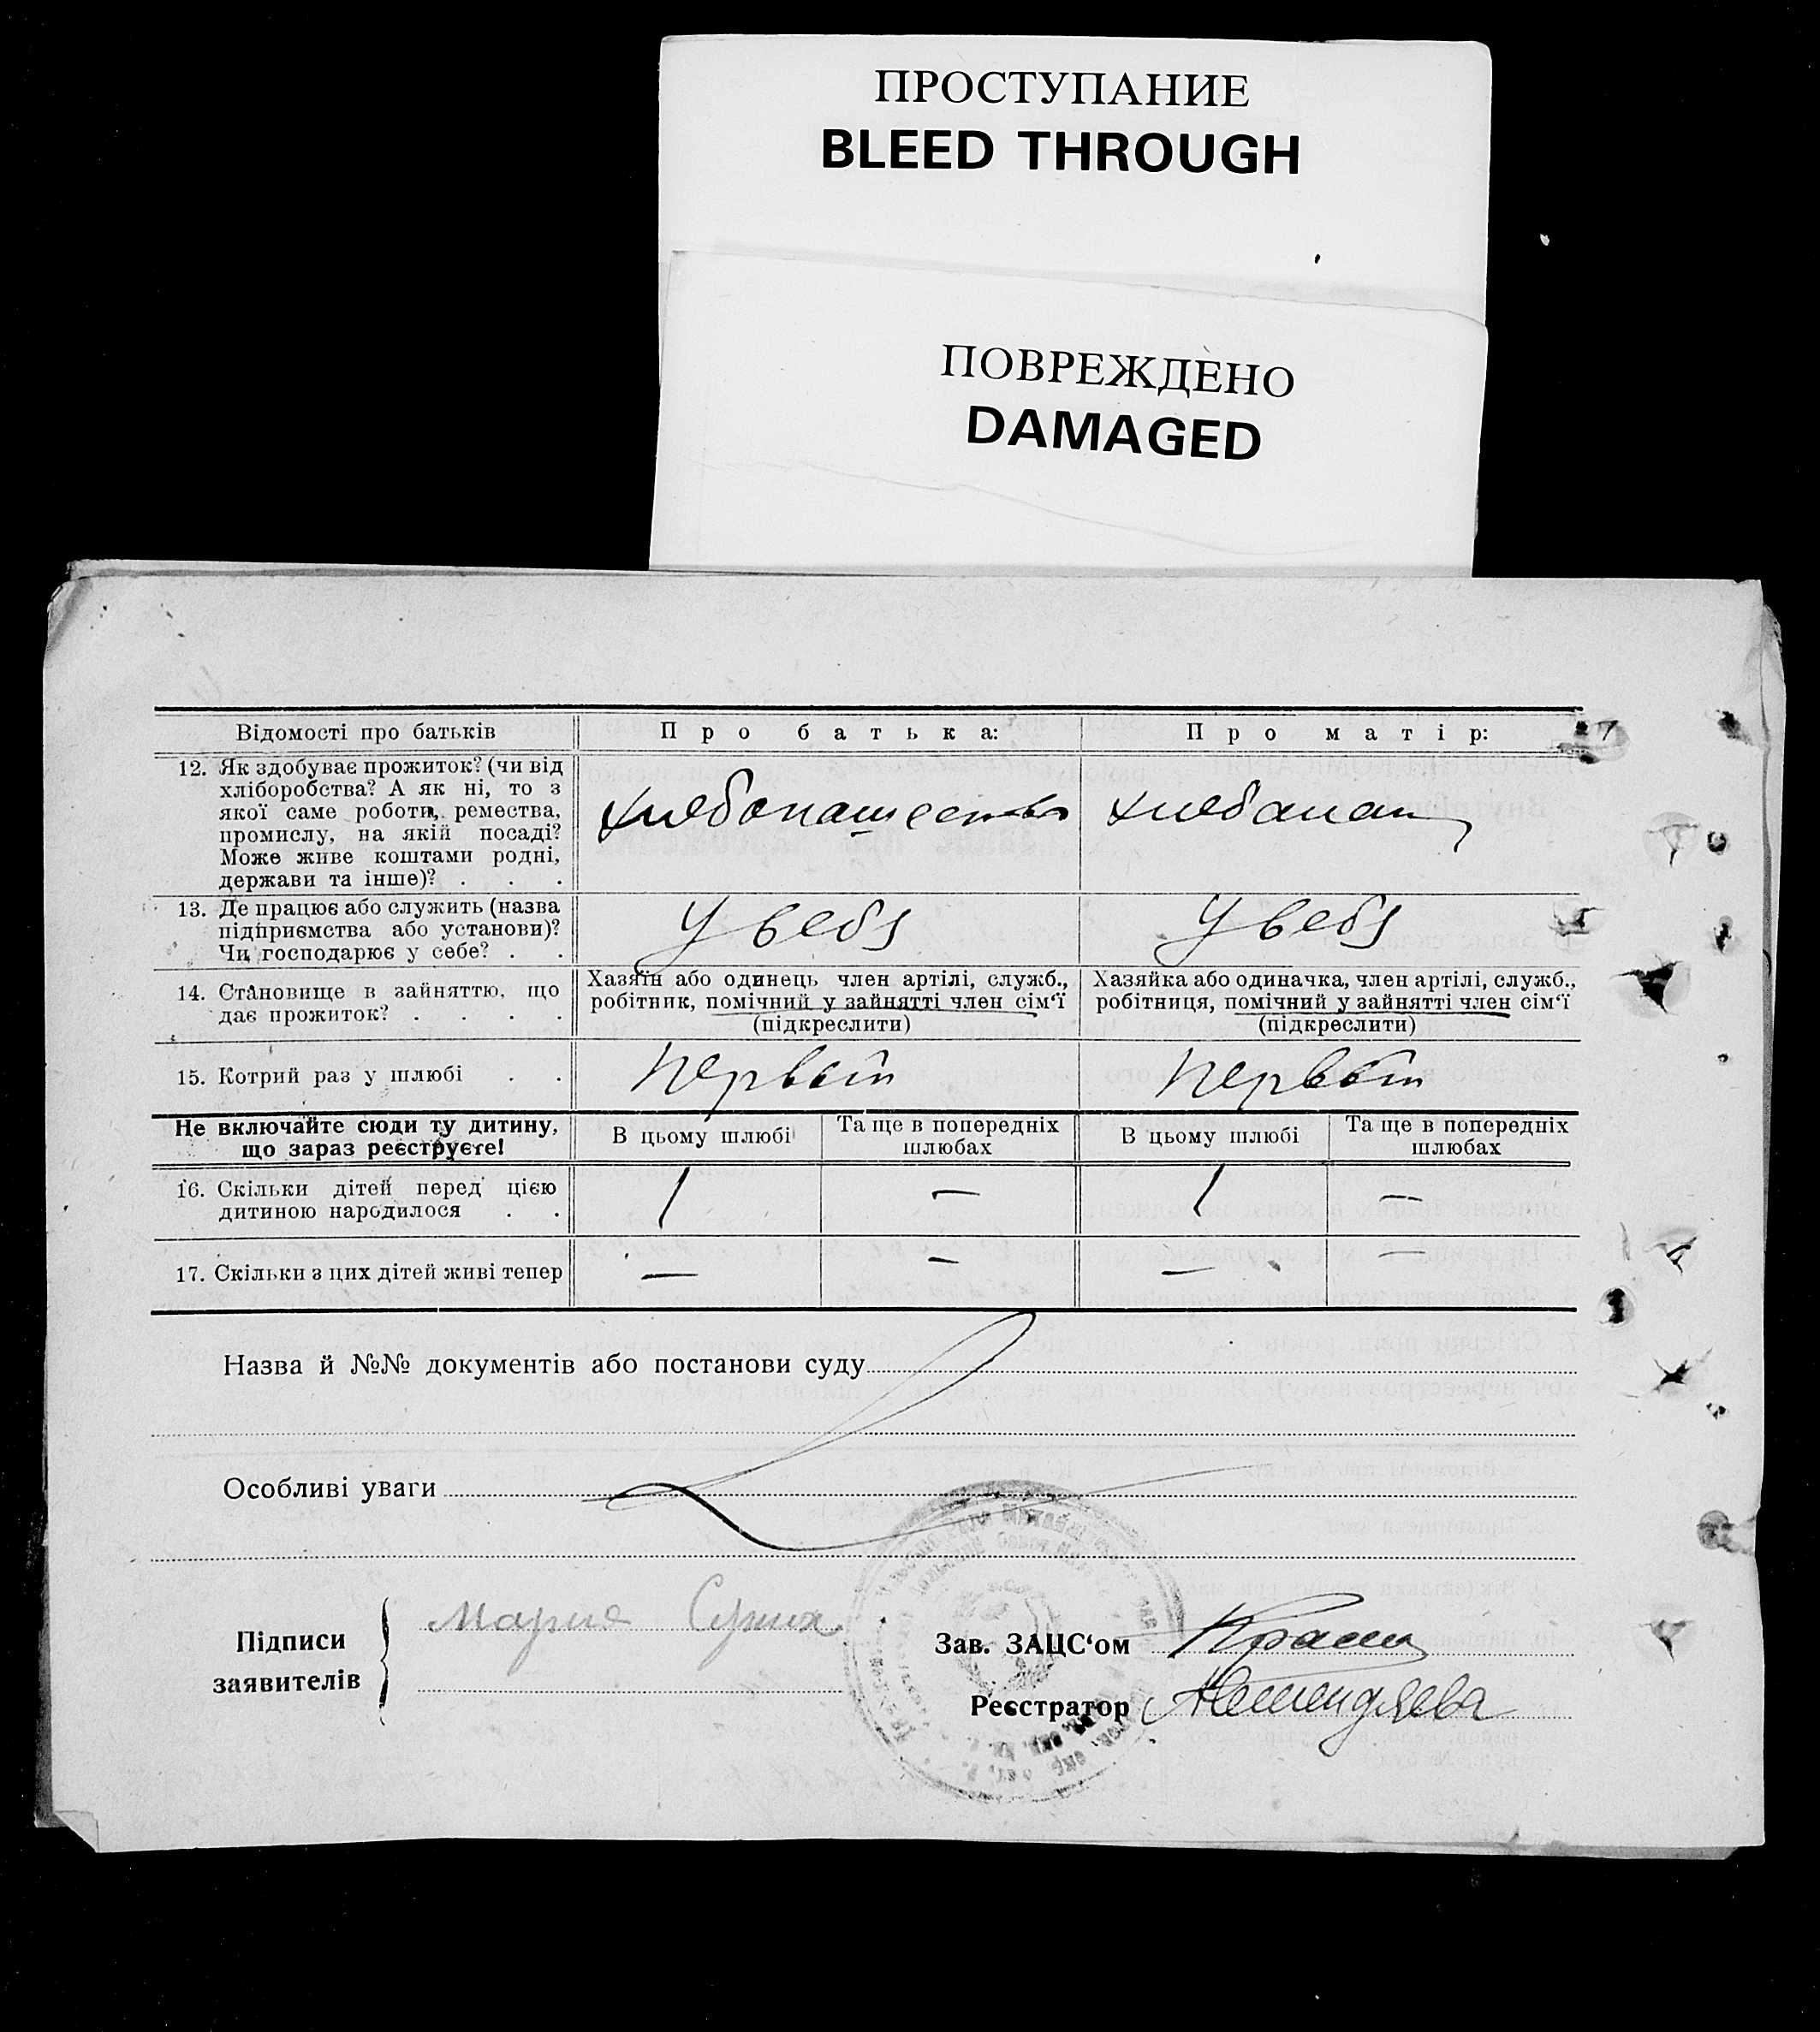 ПРОСТУПАНИЕ
BLEED THROUGH
ПОВРЕЖДЕНО
DAMAGED
Відомості про батьків
Про батька:
Про матір:
12. Як здобуває прожиток? (чи від
хліборобства? А як ні, то з
якої саме роботи, ремества,
промислу, на якій посаді?
Може живе коштами родні,
держави та інше)? . . .
хлебопашество
хлебопаш
13. Де працює або служить (назва
підприємства або установи)?
Чи господарює у себе? . .
У себя
У себя
14. Становище в зайняттю, що
дає прожиток? . . . .
Хазяїн або одинець член артілі, служб.,
робітник, помічний у зайнятті член сім'ї
(підкреслити)
Хазяйка або одиначка, член артілі, служб.,
робітниця, помічний у зайнятті член сім'ї
(підкреслити)
15. Котрий раз у шлюбі . .
первый
первый
Не включайте сюди ту дитину,
що зараз реєструєте!
В цьому шлюбі
Та ще в попередніх
шлюбах
В цьому шлюбі
Та ще в попередніх
шлюбах
16. Скільки дітей перед цією
дитиною народилося . .
1 — 1 —
17. Скільки з цих дітей живі тепер
— — — —
Назва й №№ документів або постанови суду
Особливі уваги
Підписи
заявителів
Мария
Зав. ЗАЦС'ом
Реєстратор